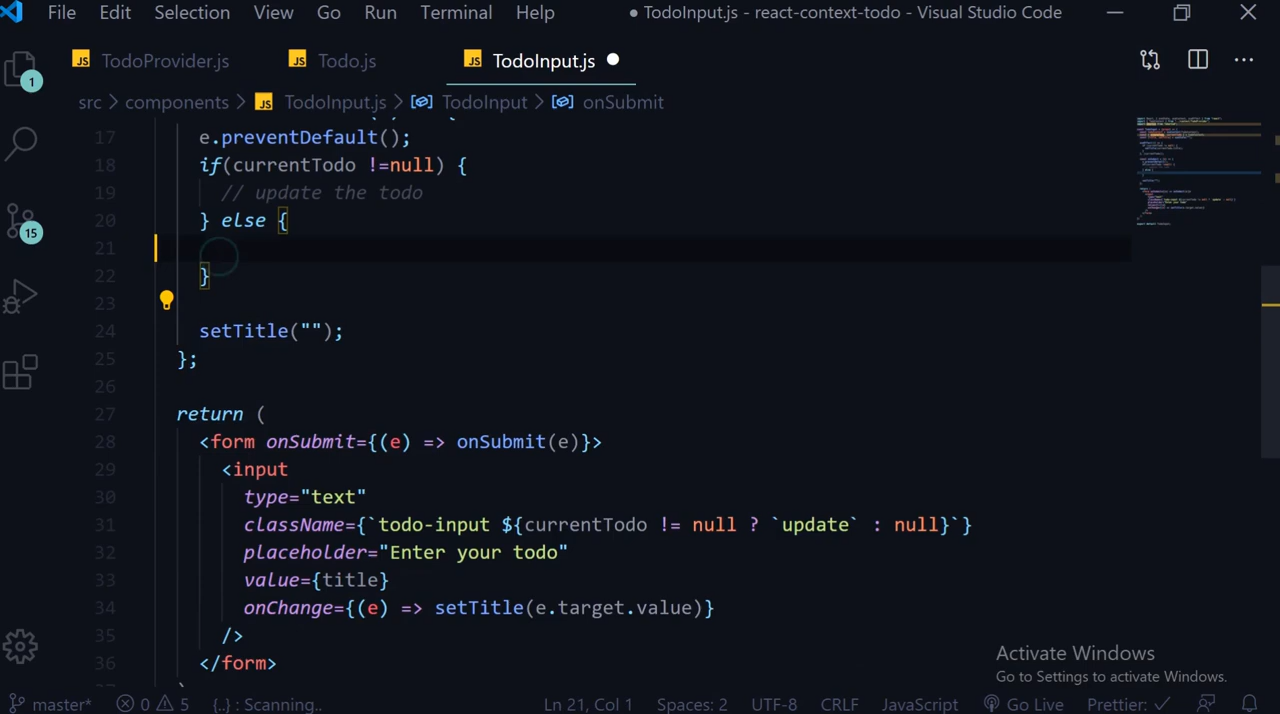 File Edit Selection View Go Run Terminal Help ● TodoInput.js - react-context-todo - Visual Studio Code
JS TodoProvider.js JS Todo.js JS TodoInput.js
src > components > JS TodoInput.js > TodoInput > onSubmit
1
15
17 e.preventDefault();
18 if(currentTodo !=null) {
19 // update the todo
20 } else {
21
22 }
23
24 setTitle("");
25 };
26
27 return (
28 <form onSubmit={(e) => onSubmit(e)}>
29 <input
30 type="text"
31 className={`todo-input ${currentTodo != null ? `update` : null}`}
32 placeholder="Enter your todo"
33 value={title}
34 onChange={(e) => setTitle(e.target.value)}
35 />
36 </form>
Activate Windows
Go to Settings to activate Windows.
master* 0 5 {..} : Scanning.. Ln 21, Col 1 Spaces: 2 UTF-8 CRLF JavaScript Go Live Prettier: ✓